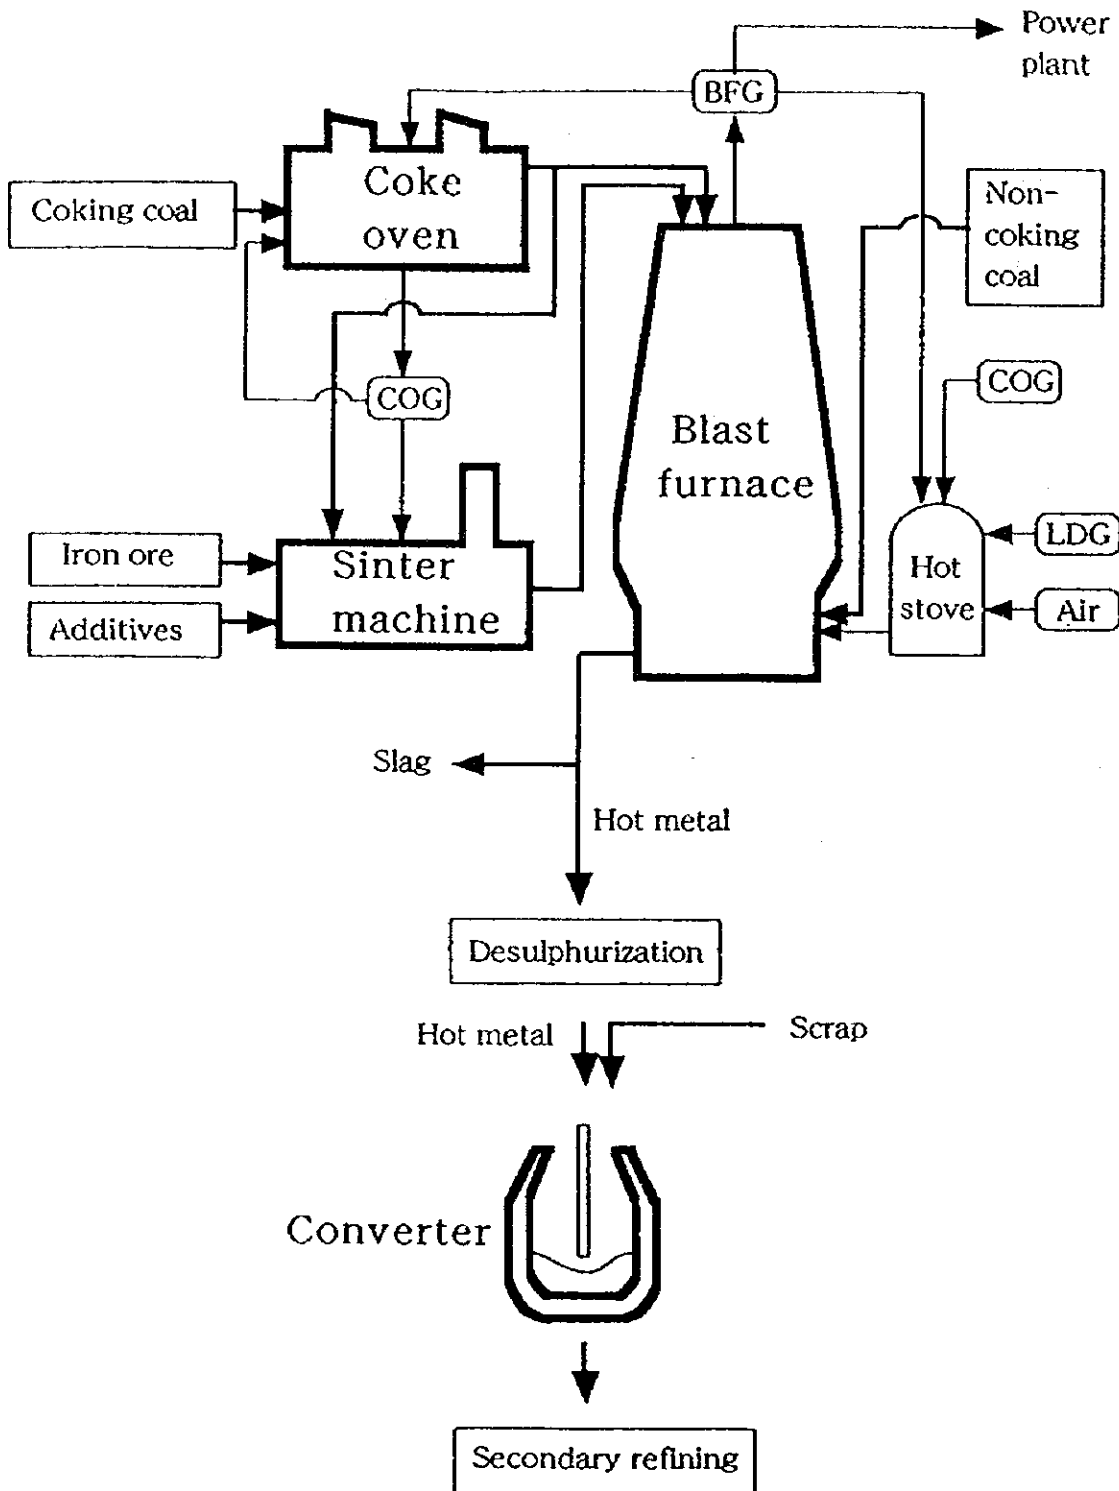 Power
plant
BFG
Coke
oven
Coking coal
Non-
coking
coal
COG
COG
Blast
furnace
Iron ore
Additives
Sinter
machine
LDG
Hot
stove
Air
Slag
Hot metal
Desulphurization
Hot metal
Scrap
Converter
Secondary refining